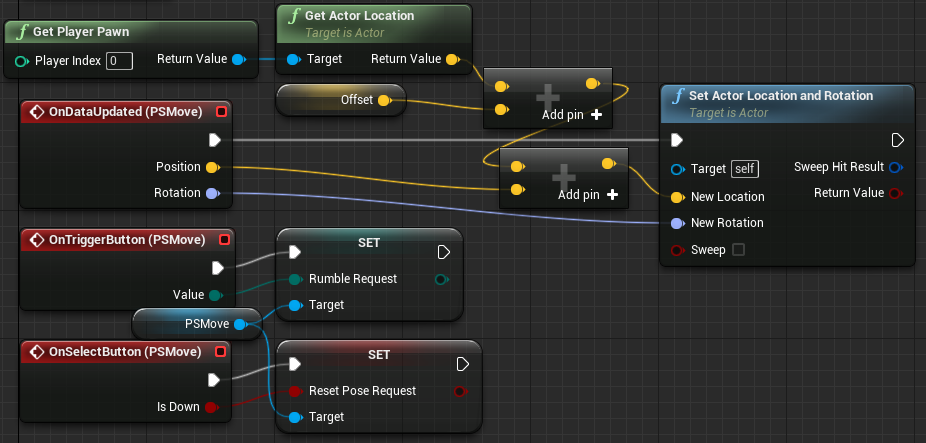 Get Player Pawn
Player Index 0
Return Value
Get Actor Location
Target is Actor
Target
Return Value
Offset
Add pin +
OnDataUpdated (PSMove)
Position
Rotation
Add pin +
Set Actor Location and Rotation
Target is Actor
Target self
Sweep Hit Result
New Location
Return Value
New Rotation
Sweep
OnTriggerButton (PSMove)
Value
SET
Rumble Request
Target
PSMove
OnSelectButton (PSMove)
Is Down
SET
Reset Pose Request
Target